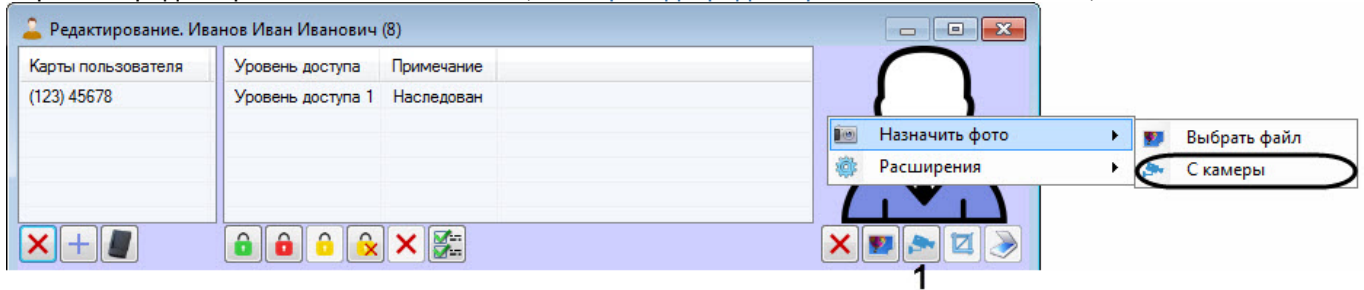 Редактирование. Иванов Иван Иванович (8)
Карты пользователя
(123) 45678
Уровень доступа Примечание
Уровень доступа 1 Наследован
Назначить фото
Расширения
Выбрать файл
С камеры
1